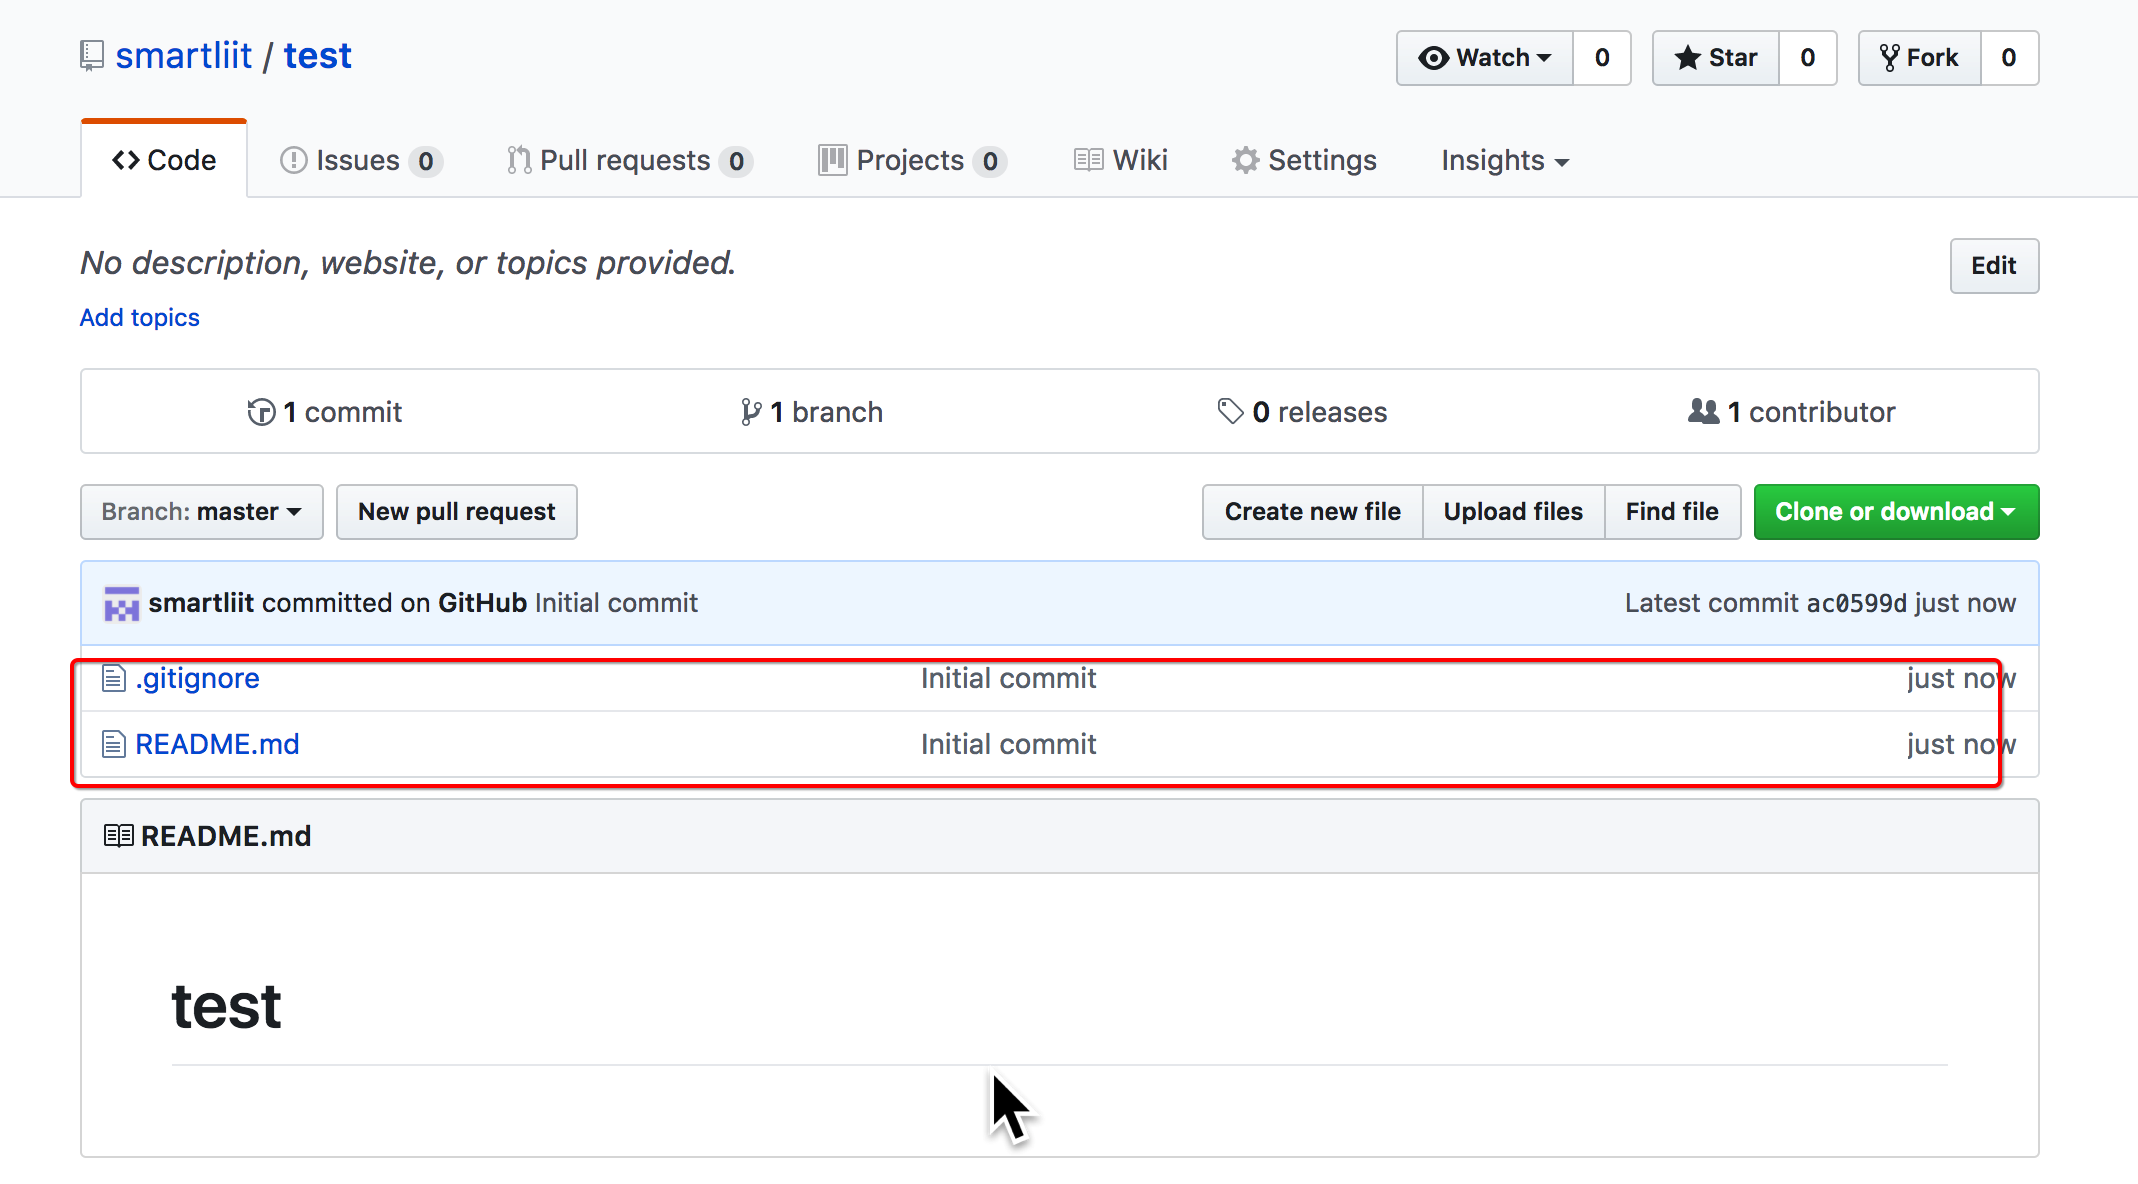 smartliit / test
Watch 0 Star 0 Fork 0
Code Issues 0 Pull requests 0 Projects 0 Wiki Settings Insights
No description, website, or topics provided.
Edit
Add topics
1 commit 1 branch 0 releases 1 contributor
Branch: master New pull request Create new file Upload files Find file Clone or download
smartliit committed on GitHub Initial commit Latest commit ac0599d just now
.gitignore Initial commit just now
README.md Initial commit just now
README.md
test